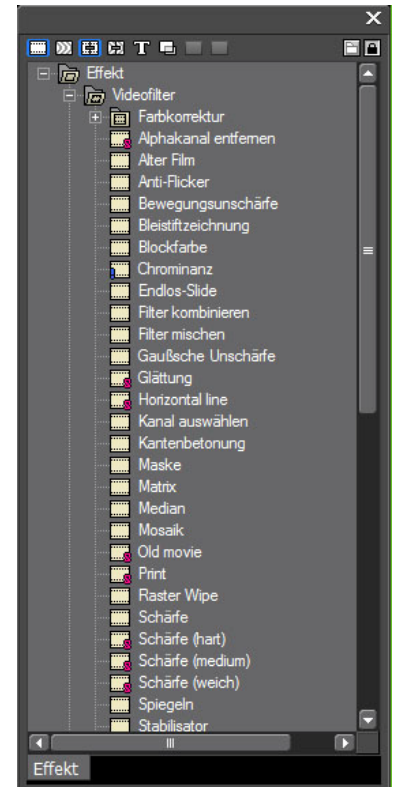 T
Effekt
Videofilter
Farbkorrektur
Alphakanal entfernen
Alter Film
Anti-Flicker
Bewegungsunschärfe
Bleistiftzeichnung
Blockfarbe
Chrominanz
Endlos-Slide
Filter kombinieren
Filter mischen
Gaußsche Unschärfe
Glättung
Horizontal line
Kanal auswählen
Kantenbetonung
Maske
Matrix
Median
Mosaik
Old movie
Print
Raster Wipe
Schärfe
Schärfe (hart)
Schärfe (medium)
Schärfe (weich)
Spiegeln
Stabilisator
Effekt